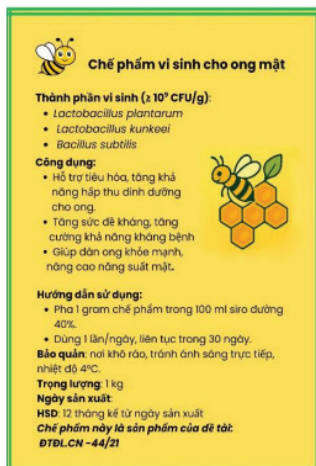 Chế phẩm vi sinh cho ong mật
Thành phần vi sinh (≥ 10⁹ CFU/g):
• Lactobacillus plantarum
• Lactobacillus kunkeei
• Bacillus subtilis
Công dụng:
• Hỗ trợ tiêu hóa, tăng khả
năng hấp thu dinh dưỡng
cho ong.
• Tăng sức đề kháng, tăng
cường khả năng kháng bệnh
• Giúp đàn ong khỏe mạnh,
nâng cao năng suất mật.
Hướng dẫn sử dụng:
• Pha 1 gram chế phẩm trong 100 ml siro đường
40%.
• Dùng 1 lần/ngày, liên tục trong 30 ngày.
Bảo quản: nơi khô ráo, tránh ánh sáng trực tiếp,
nhiệt độ 4°C.
Trọng lượng: 1 kg
Ngày sản xuất:
HSD: 12 tháng kể từ ngày sản xuất
Chế phẩm này là sản phẩm của đề tài:
ĐTĐL.CN -44/21